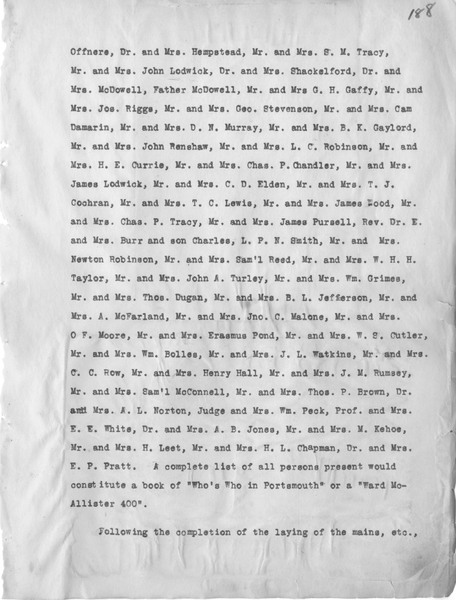 188
Offners, Dr. and Mrs. Hempstead, Mr. and Mrs. S. M. Tracy,
Mr. and Mrs. John Lodwick, Dr. and Mrs. Shackelford, Dr. and
Mrs. McDowell, Father McDowell, Mr. and Mrs G. H. Gaffy, Mr. and
Mrs. Jos. Riggs, Mr. and Mrs. Geo. Stevenson, Mr. and Mrs. Cam
Damarin, Mr. and Mrs. D. N. Murray, Mr. and Mrs. B. K. Gaylord,
Mr. and Mrs. John Renshaw, Mr. and Mrs. L. C. Robinson, Mr. and
Mrs. H. E. Currie, Mr. and Mrs. Chas. P. Chandler, Mr. and Mrs.
James Lodwick, Mr. and Mrs. C. D. Elden, Mr. and Mrs. T. J.
Cochran, Mr. and Mrs. T. C. Lewis, Mr. and Mrs. James Hood, Mr.
and Mrs. Chas. P. Tracy, Mr. and Mrs. James Pursell, Rev. Dr. E.
and Mrs. Burr and son Charles, L. P. N. Smith, Mr. and Mrs.
Newton Robinson, Mr. and Mrs. Sam'l Reed, Mr. and Mrs. W. H. H.
Taylor, Mr. and Mrs. John A. Turley, Mr. and Mrs. Wm. Grimes,
Mr. and Mrs. Thos. Dugan, Mr. and Mrs. B. L. Jefferson, Mr. and
Mrs. A. McFarland, Mr. and Mrs. Jno. C. Malone, Mr. and Mrs.
O F. Moore, Mr. and Mrs. Erasmus Pond, Mr. and Mrs. W. S. Cutler,
Mr. and Mrs. Wm. Bolles, Mr. and Mrs. J. L. Watkins, Mr. and Mrs.
C. C. Row, Mr. and Mrs. Henry Hall, Mr. and Mrs. J. M. Rumsey,
Mr. and Mrs. Sam'l McConnell, Mr. and Mrs. Thos. P. Brown, Dr.
and Mrs. A. L. Norton, Judge and Mrs. Wm. Peck, Prof. and Mrs.
E. E. White, Dr. and Mrs. A. B. Jones, Mr. and Mrs. M. Kehoe,
Mr. and Mrs. H. Leet, Mr. and Mrs. H. L. Chapman, Dr. and Mrs.
E. P. Pratt. A complete list of all persons present would
constitute a book of "Who's Who in Portsmouth" or a "Ward Mc-
Allister 400".
Following the completion of the laying of the mains, etc.,